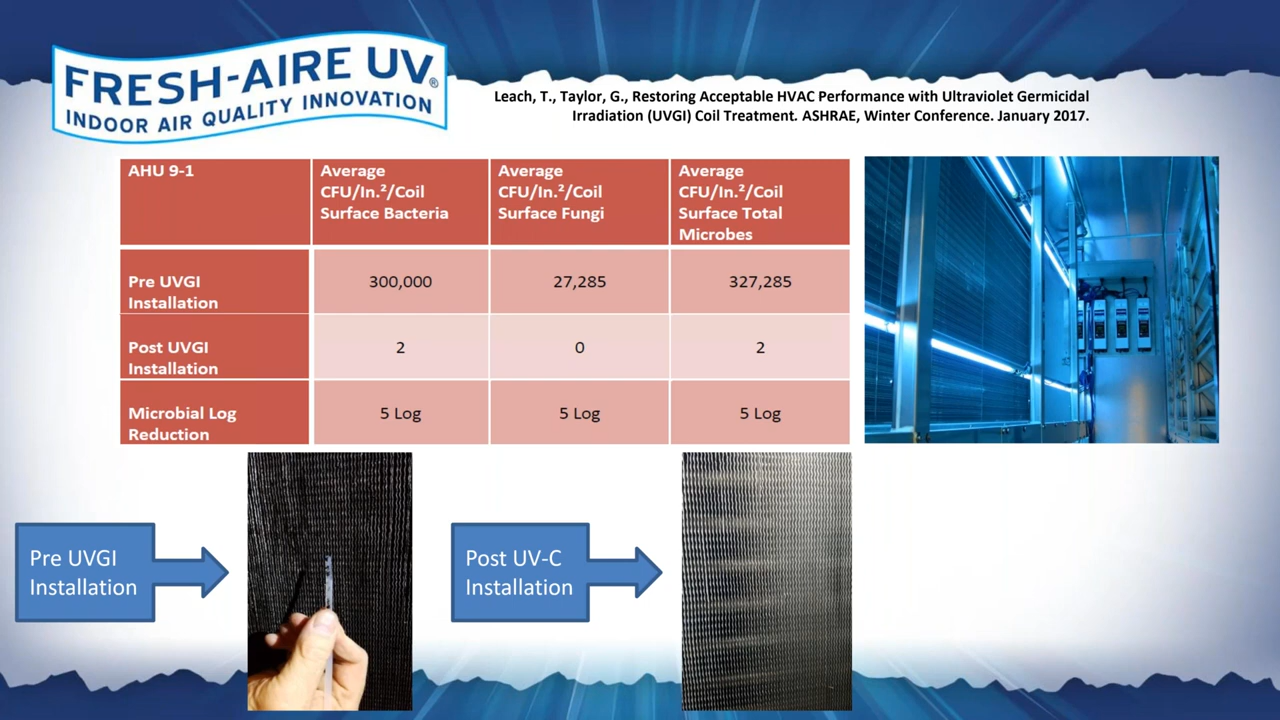 FRESH-AIRE UV®
INDOOR AIR QUALITY INNOVATION
Leach, T., Taylor, G., Restoring Acceptable HVAC Performance with Ultraviolet Germicidal
Irradiation (UVGI) Coil Treatment. ASHRAE, Winter Conference. January 2017.
AHU 9-1
Average
CFU/In.²/Coil
Surface Bacteria
Average
CFU/In.²/Coil
Surface Fungi
Average
CFU/In.²/Coil
Surface Total
Microbes
Pre UVGI
Installation
300,000
27,285
327,285
Post UVGI
Installation
2
0
2
Microbial Log
Reduction
5 Log
5 Log
5 Log
Pre UVGI
Installation
Post UV-C
Installation